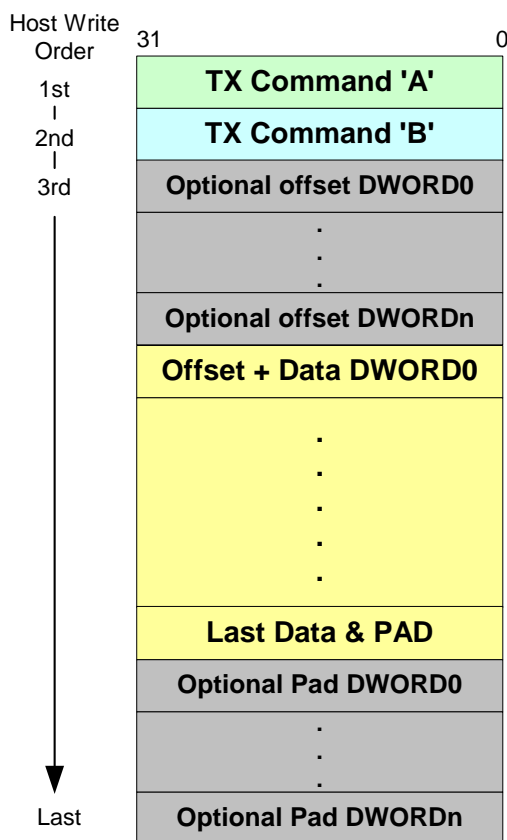 Host Write
Order
31
0
1st
TX Command 'A'
2nd
TX Command 'B'
3rd
Optional offset DWORD0
.
.
.
Optional offset DWORDn
Offset + Data DWORD0
.
.
.
.
.
Last Data & PAD
Optional Pad DWORD0
.
.
.
Last
Optional Pad DWORDn